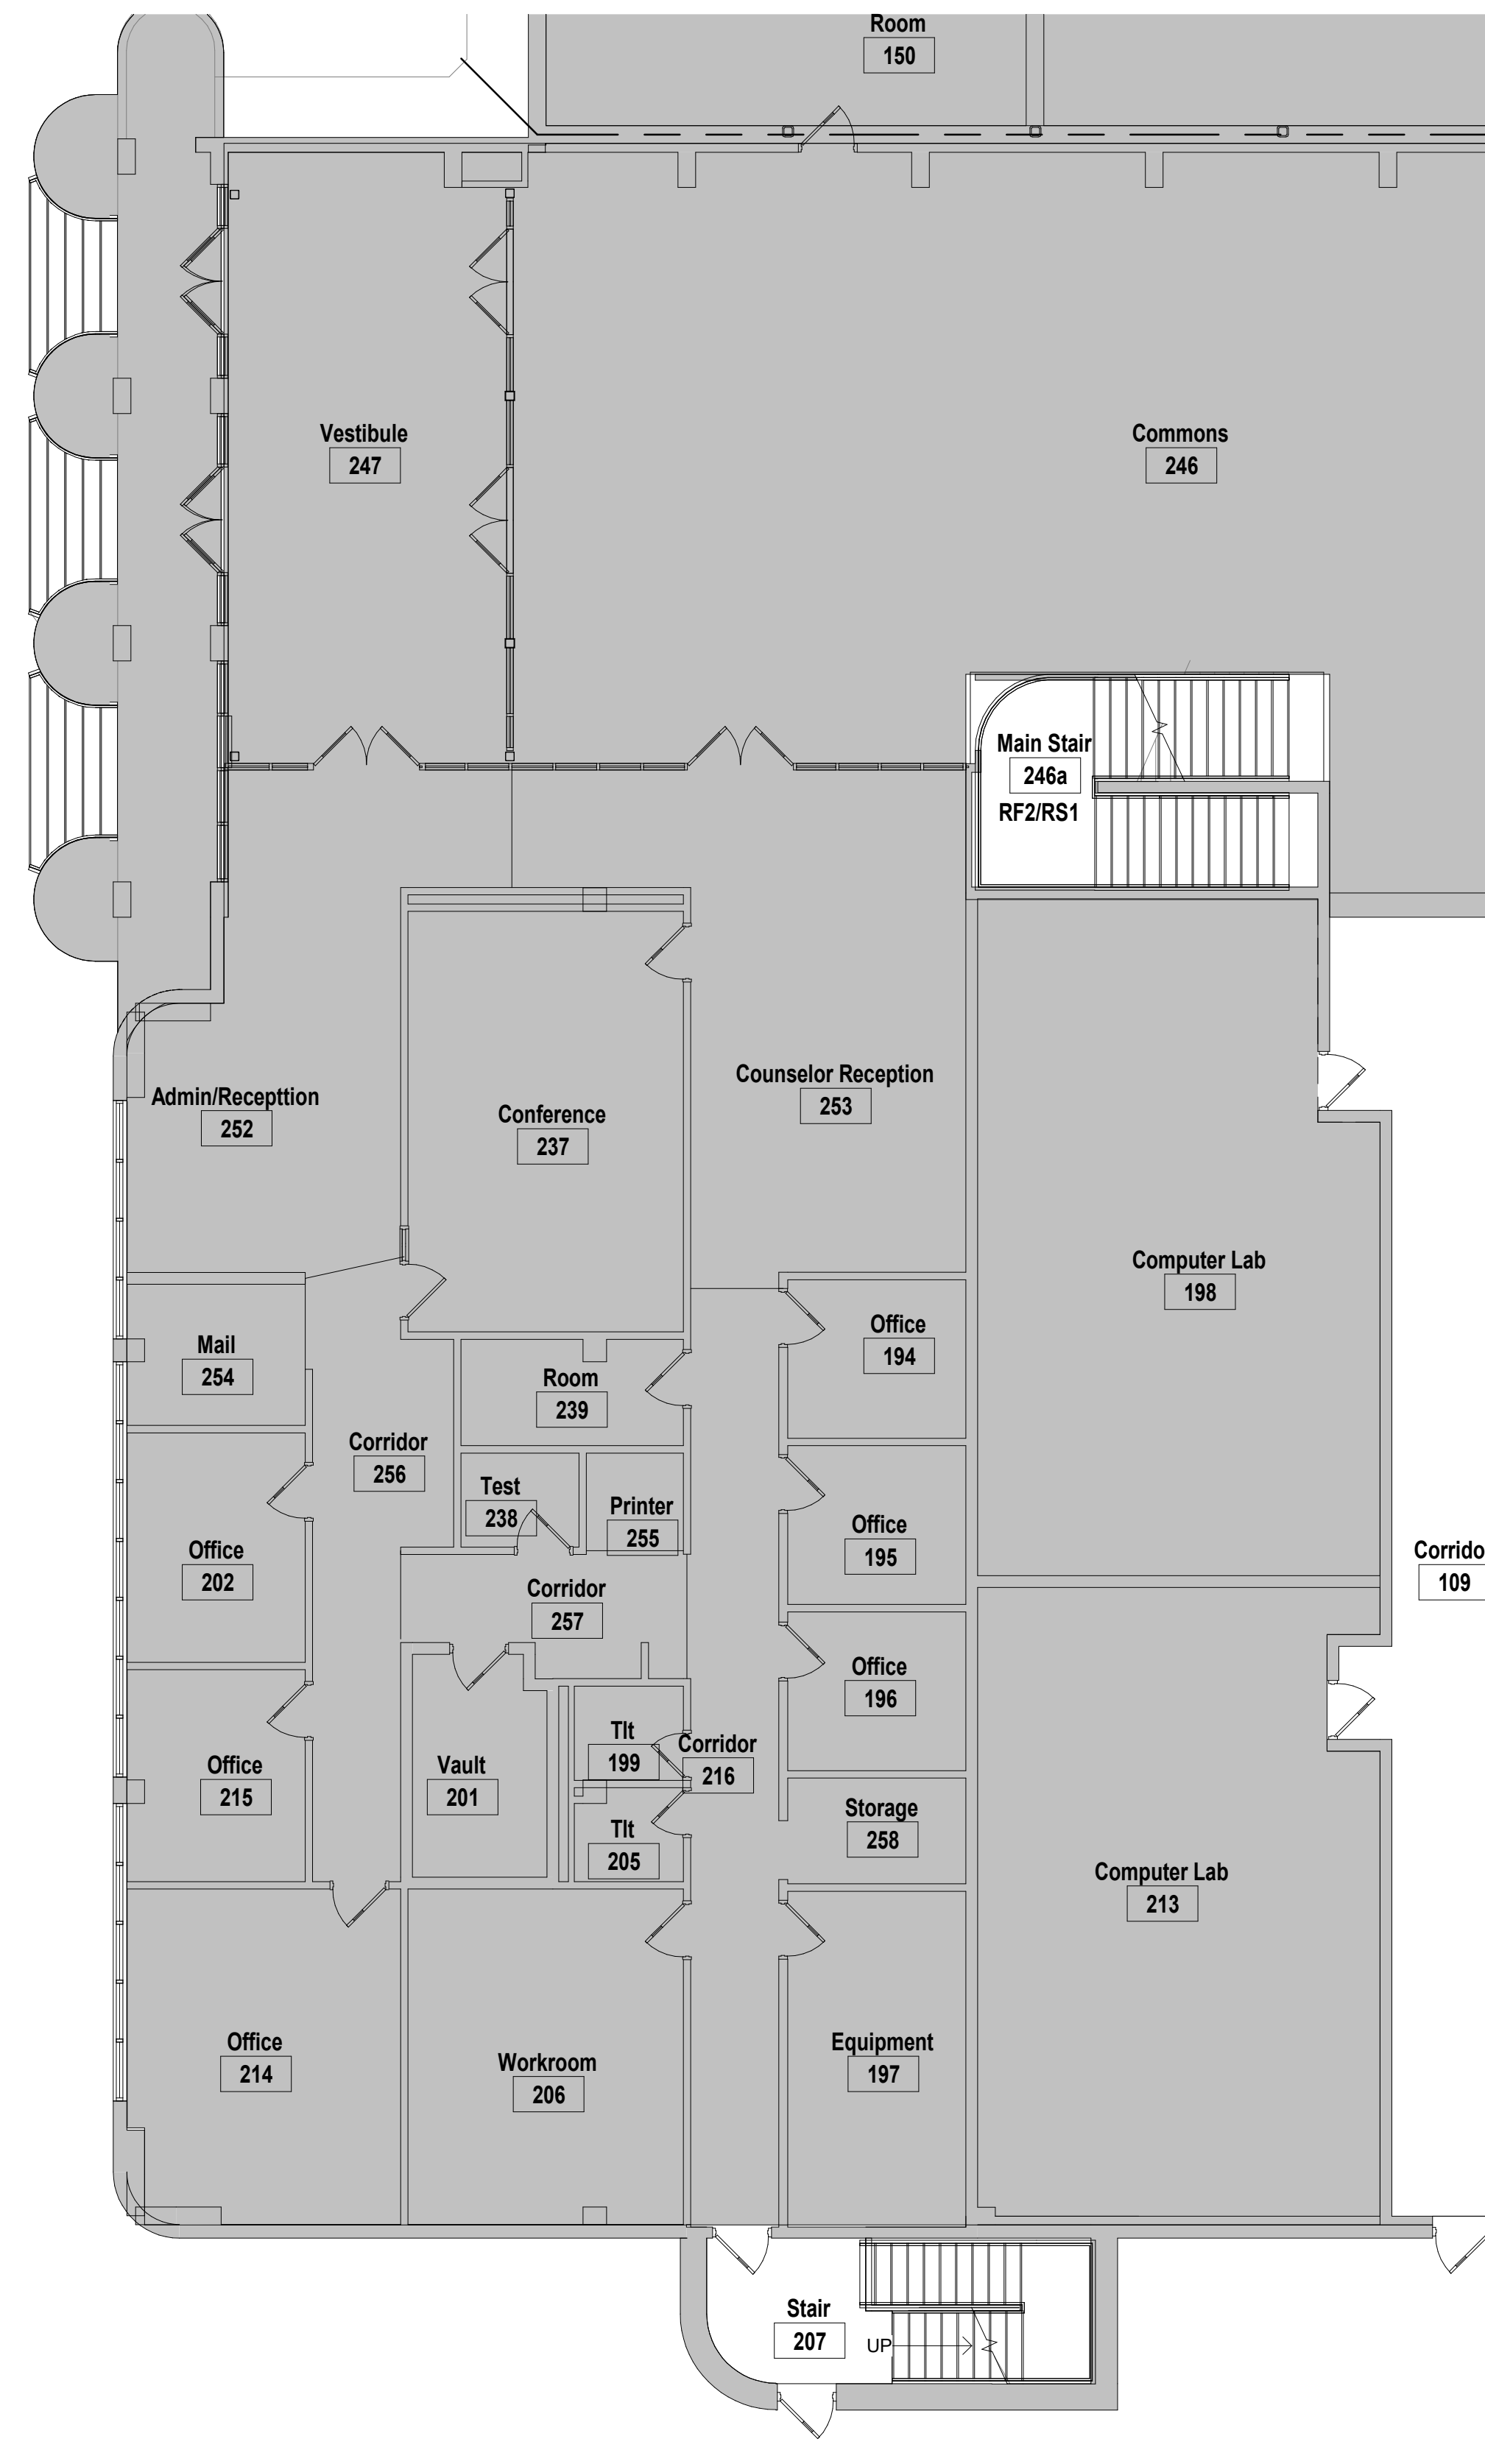 Room
150
Vestibule
247
Commons
246
Main Stair
246a
RF2/RS1
Admin/Recepttion
252
Conference
237
Counselor Reception
253
Computer Lab
198
Mail
254
Office
194
Room
239
Corridor
256
Test
238
Printer
255
Office
195
Office
202
Corridor
257
Corrido
109
Office
196
Tlt
199
Corridor
216
Office
215
Vault
201
Storage
258
Tlt
205
Computer Lab
213
Office
214
Workroom
206
Equipment
197
Stair
207
UP